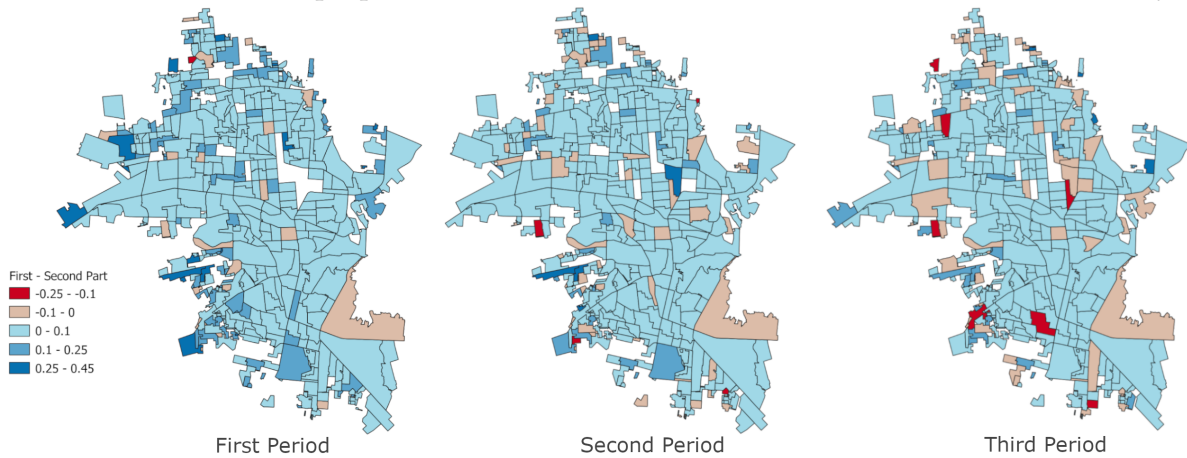 First - Second Part
-0.25 - -0.1
-0.1 - 0
0 - 0.1
0.1 - 0.25
0.25 - 0.45
First Period
Second Period
Third Period